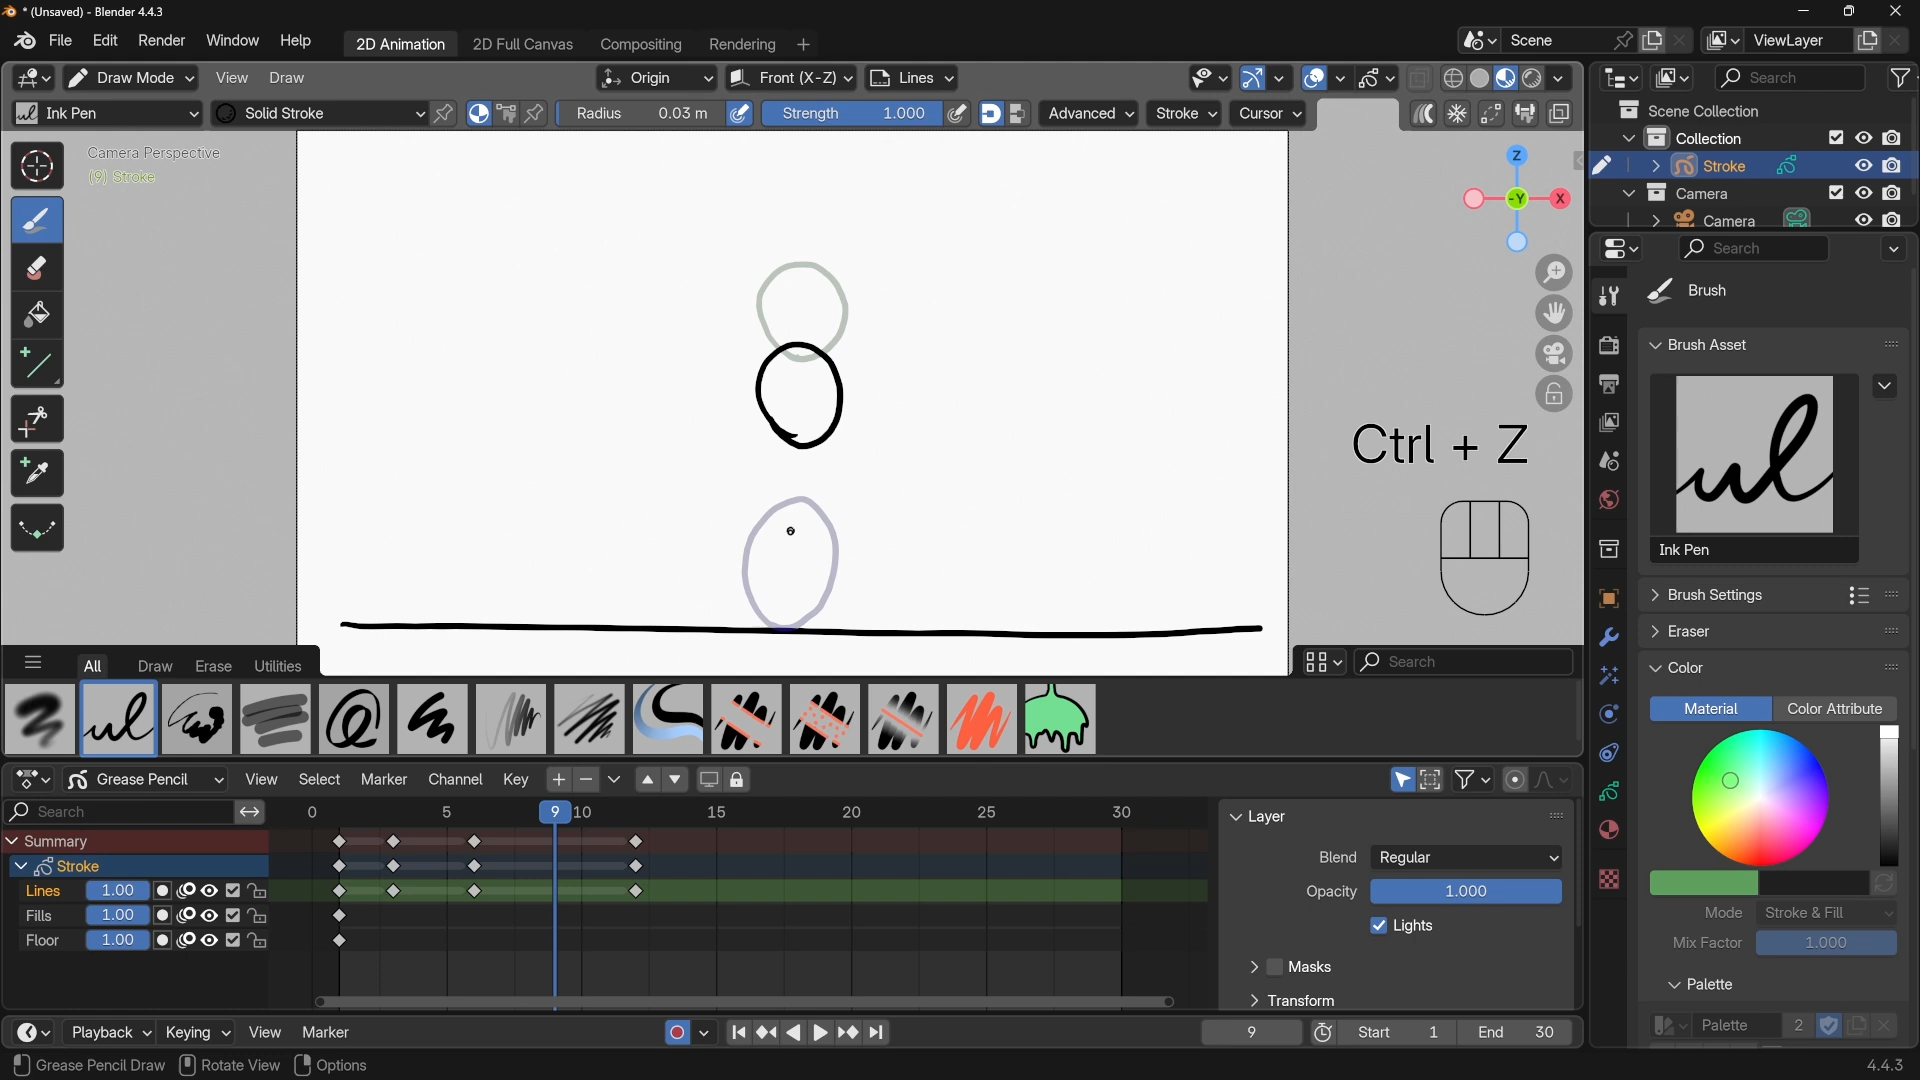 * (Unsaved) - Blender 4.4.3
File Edit Render Window Help 2D Animation 2D Full Canvas Compositing Rendering + Scene ViewLayer
Draw Mode View Draw Origin Front (X-Z) Lines Search
Ink Pen Solid Stroke Radius 0.03 m Strength 1.000 Advanced Stroke Cursor
Scene Collection
Collection
Stroke
Camera
Camera
Camera Perspective
(9) Stroke
Z
-Y
X
Ctrl + Z
Search
Brush
Brush Asset
Ink Pen
Brush Settings
Eraser
Color
Material Color Attribute
Mode Stroke & Fill
Mix Factor 1.000
Palette
Palette 2
All Draw Erase Utilities Search
Grease Pencil View Select Marker Channel Key
Search 0 5 9 10 15 20 25 30
Summary
Stroke
Lines 1.00
Fills 1.00
Floor 1.00
Layer
Blend Regular
Opacity 1.000
Lights
Masks
Transform
Playback Keying View Marker 9 Start 1 End 30
Grease Pencil Draw Rotate View Options 4.4.3